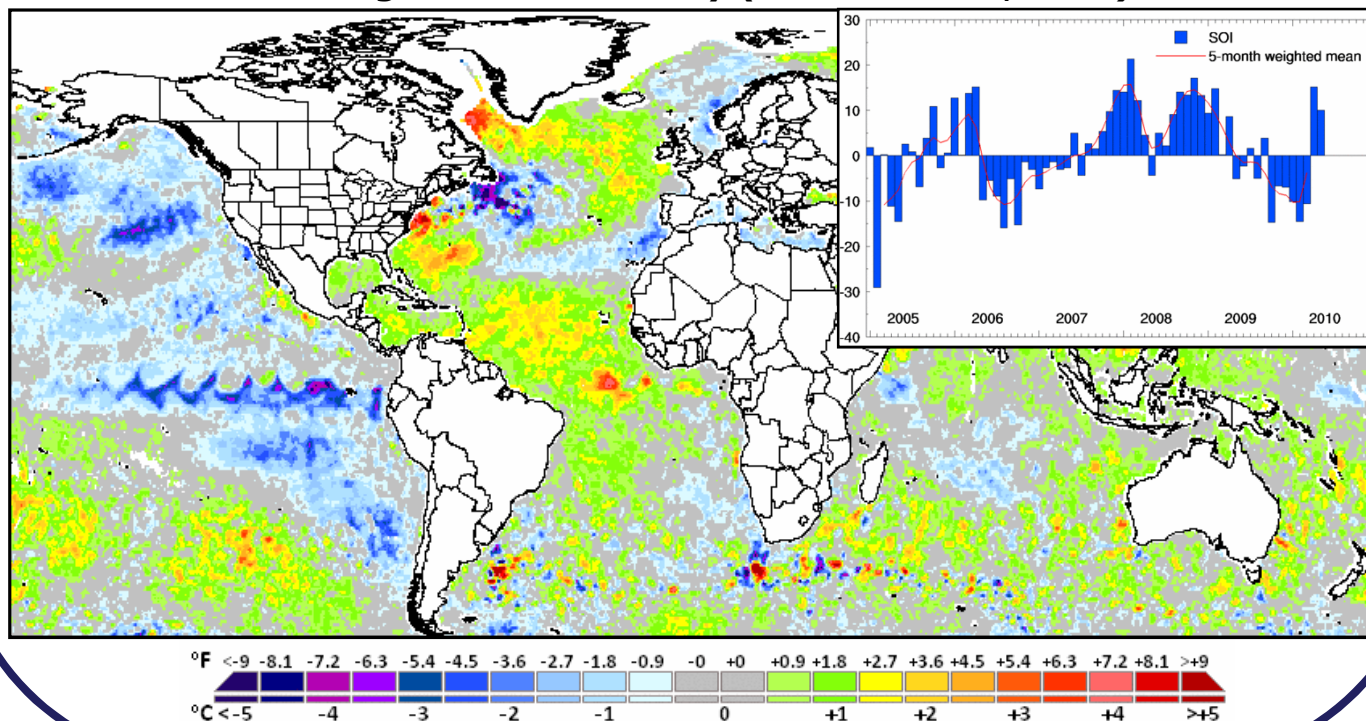 30
SOI
5-month weighted mean
20
10
0
-10
-20
-30
-40
2005 2006 2007 2008 2009 2010
°F <-9 -8.1 -7.2 -6.3 -5.4 -4.5 -3.6 -2.7 -1.8 -0.9 -0 +0 +0.9 +1.8 +2.7 +3.6 +4.5 +5.4 +6.3 +7.2 +8.1 >+9
°C <-5 -4 -3 -2 -1 0 +1 +2 +3 +4 >+5